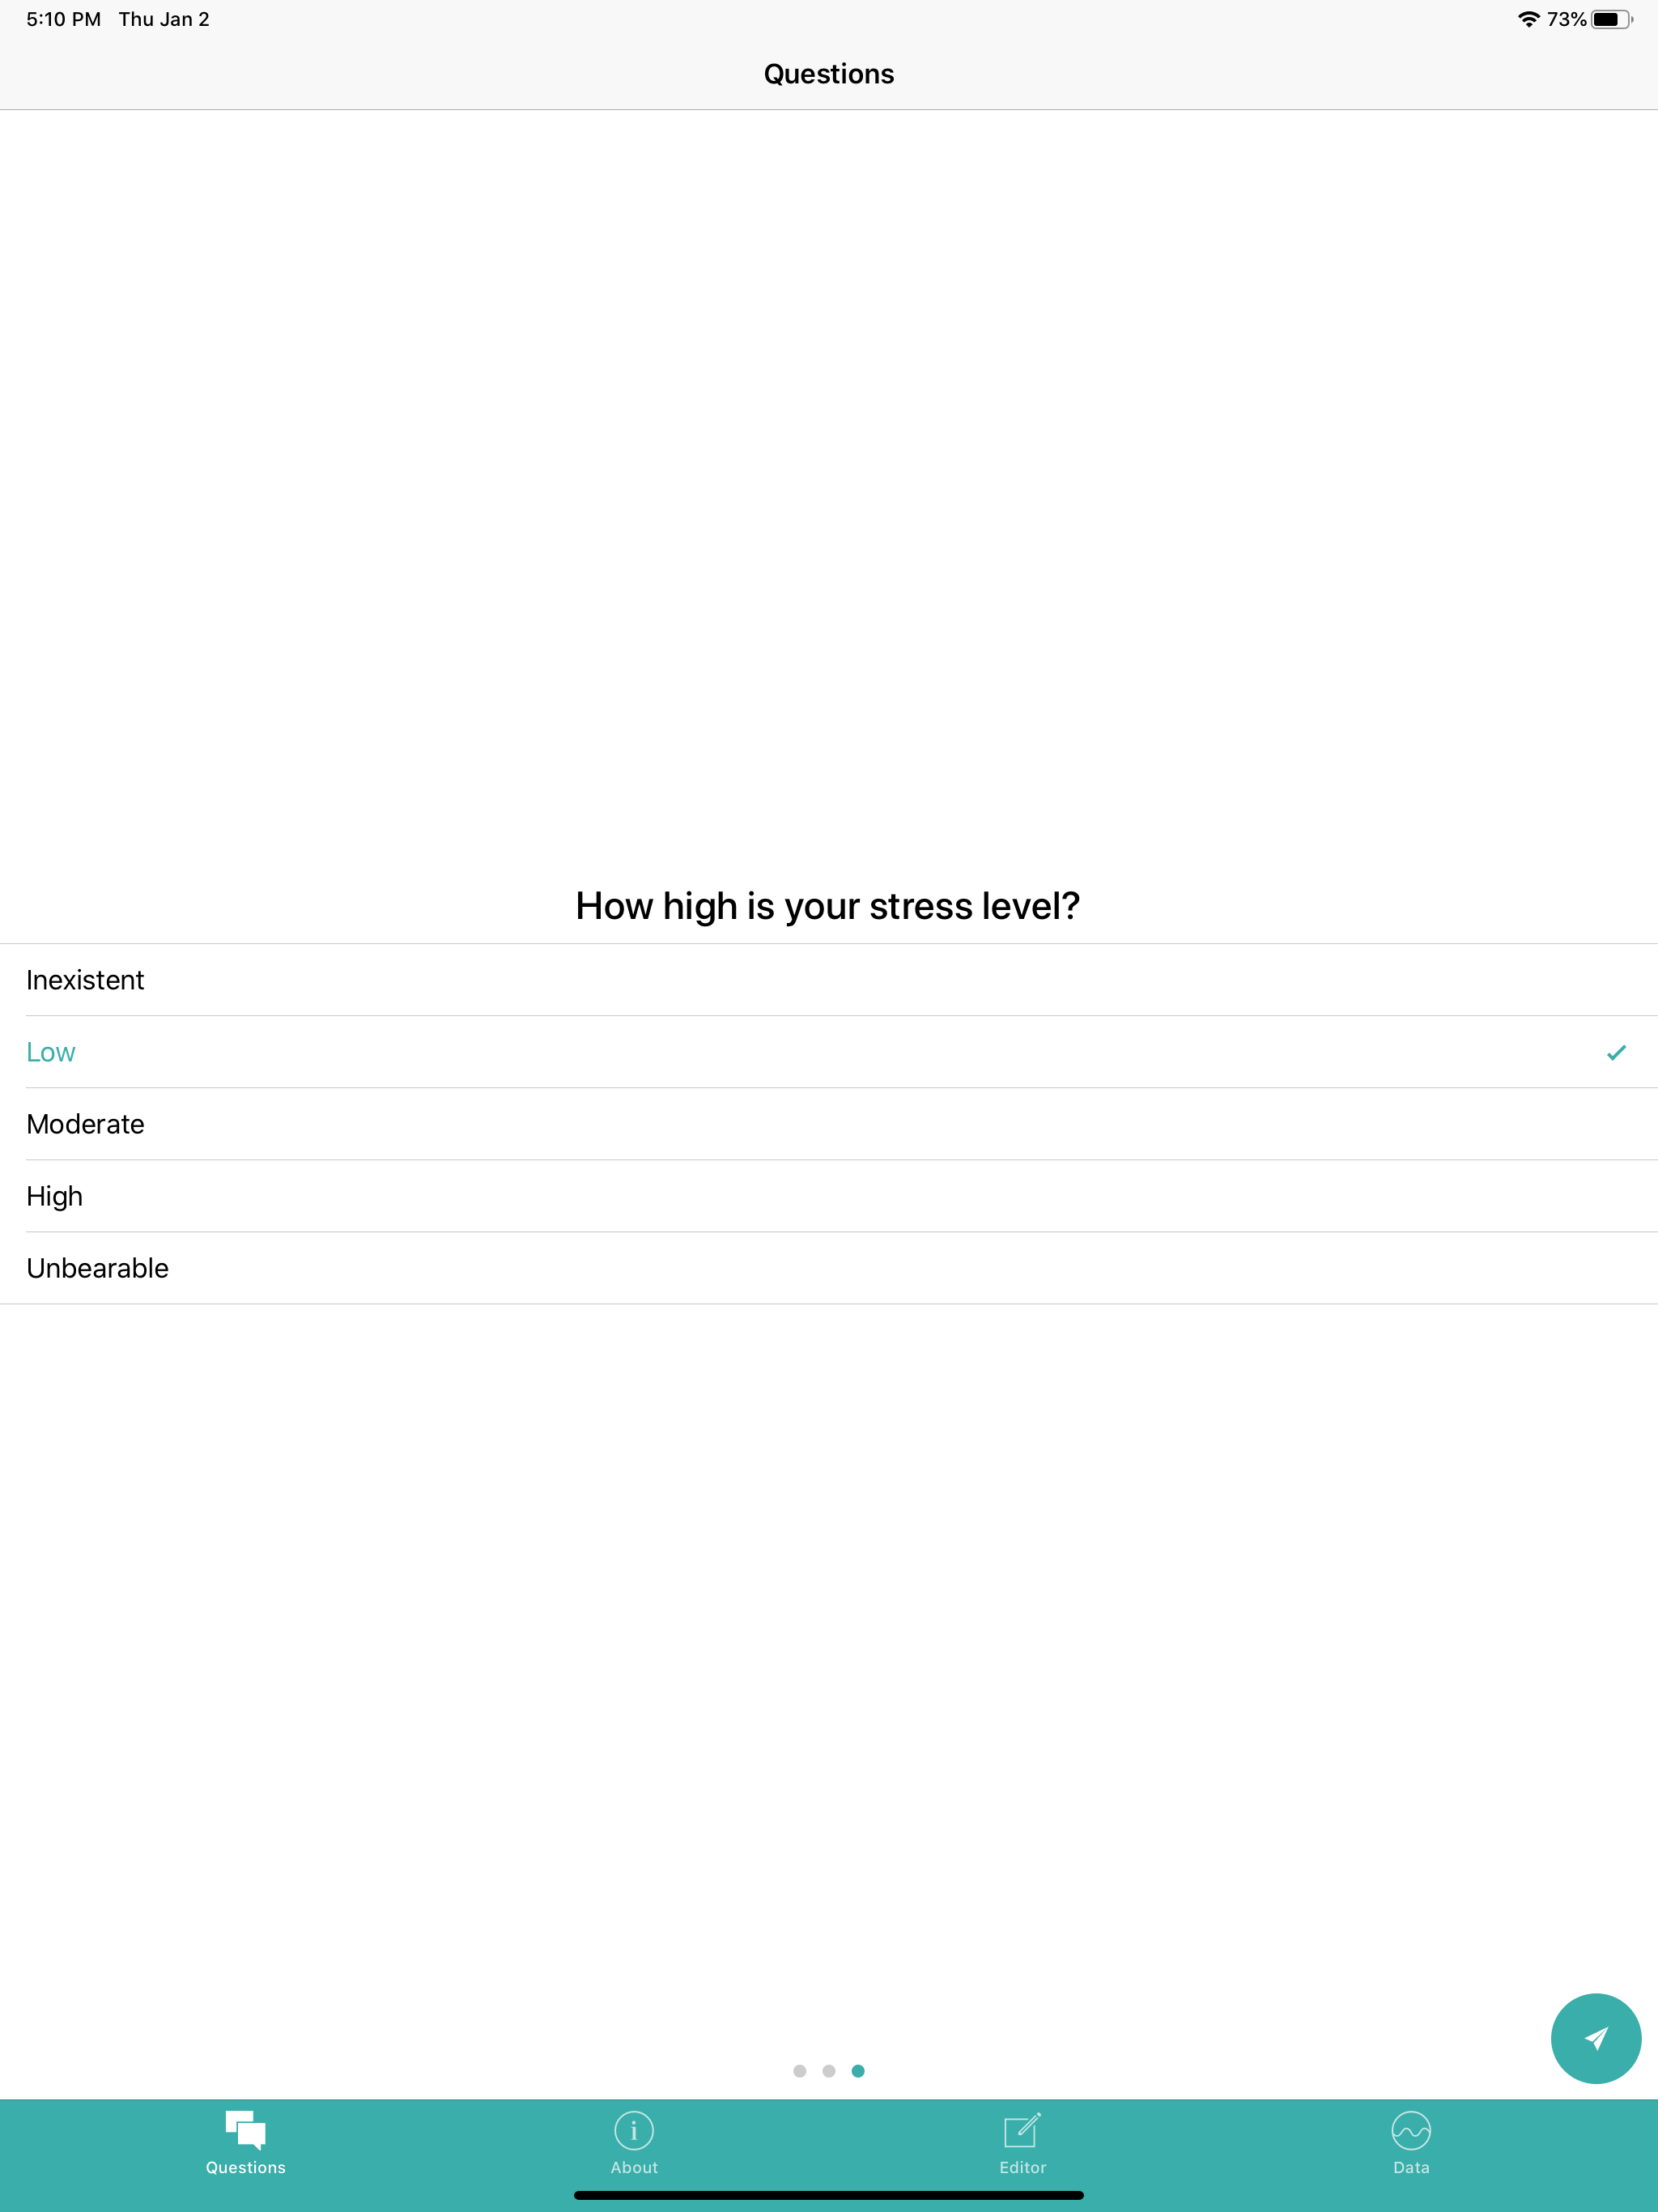 5:10 PM Thu Jan 2 73%
Questions
How high is your stress level?
Inexistent
Low
Moderate
High
Unbearable
Questions About Editor Data